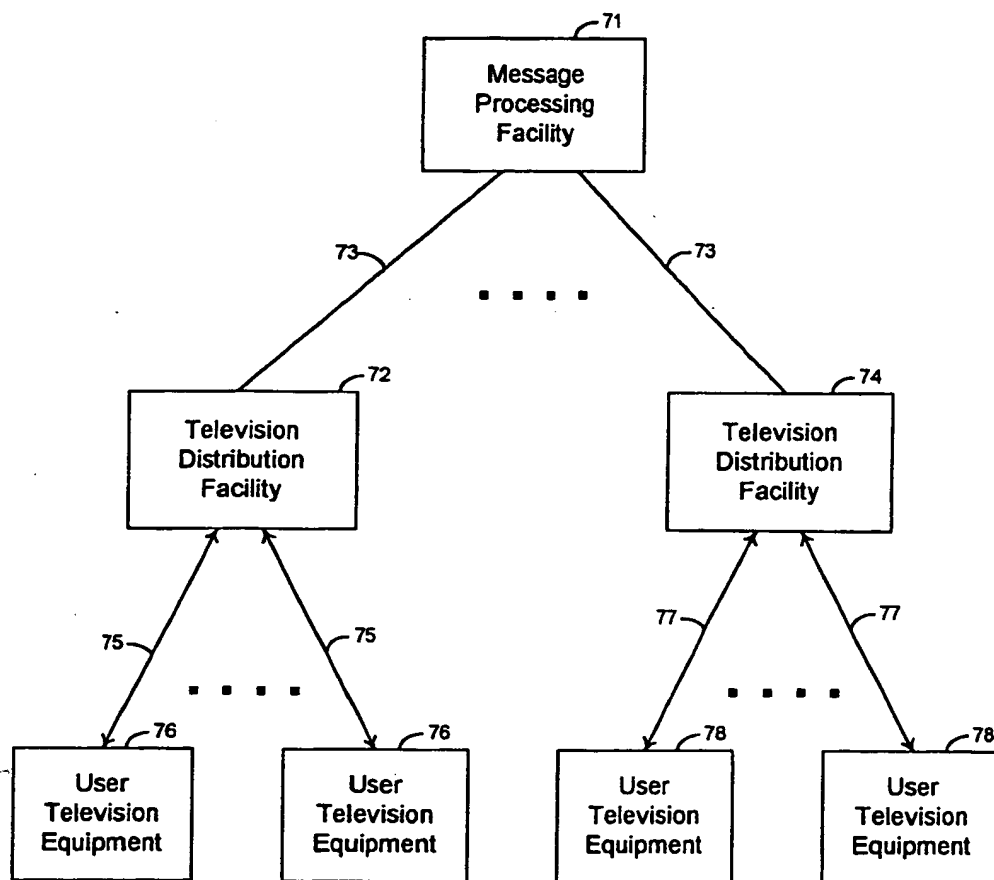 71
Message
Processing
Facility
73
73
72
74
Television
Distribution
Facility
Television
Distribution
Facility
75
75
77
77
76
76
78
78
User
Television
Equipment
User
Television
Equipment
User
Television
Equipment
User
Television
Equipment